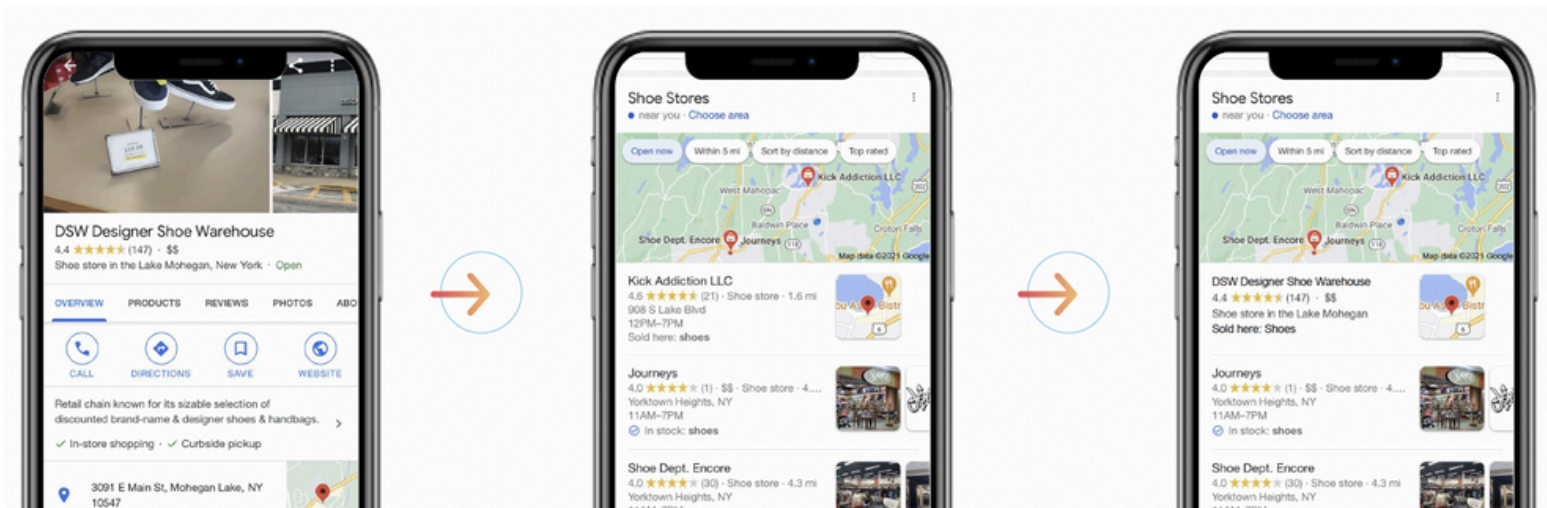 DSW Designer Shoe Warehouse
4.4 (147) · $$
Shoe store in the Lake Mohegan, New York · Open
OVERVIEW PRODUCTS REVIEWS PHOTOS ABO
CALL DIRECTIONS SAVE WEBSITE
Retail chain known for its sizable selection of
discounted brand-name & designer shoes & handbags.
In-store shopping · Curbside pickup
3091 E Main St, Mohegan Lake, NY
10547
Shoe Stores
near you · Choose area
Open now Within 5 mi Sort by distance Top rated
Kick Addiction LLC
West Mahopac
202
6N
Baldwin Place
Croton Falls
Shoe Dept. Encore Journeys 118
Map data ©2021 Google
Kick Addiction LLC
4.6 (21) · Shoe store · 1.6 mi
908 S Lake Blvd
12PM–7PM
Sold here: shoes
Bistr
6
Journeys
4.0 (1) · $$ · Shoe store · 4....
Yorktown Heights, NY
11AM–7PM
In stock: shoes
Shoe Dept. Encore
4.0 (30) · Shoe store · 4.3 mi
Yorktown Heights, NY
Shoe Stores
near you · Choose area
Open now Within 5 mi Sort by distance Top rated
Kick Addiction LLC
West Mahopac
202
6N
Baldwin Place
Croton Falls
Shoe Dept. Encore Journeys 118
Map data ©2021 Google
DSW Designer Shoe Warehouse
4.4 (147) · $$
Shoe store in the Lake Mohegan
Sold here: Shoes
Bistr
6
Journeys
4.0 (1) · $$ · Shoe store · 4....
Yorktown Heights, NY
11AM–7PM
In stock: shoes
Shoe Dept. Encore
4.0 (30) · Shoe store · 4.3 mi
Yorktown Heights, NY